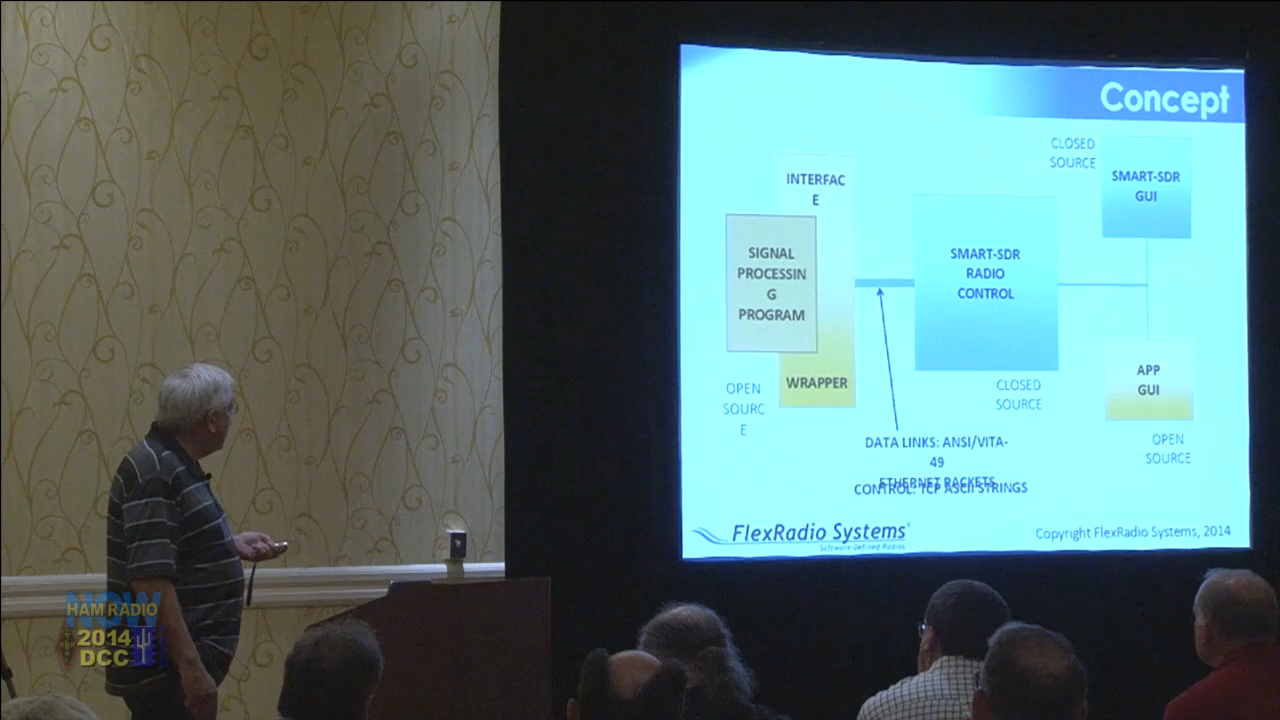 Concept
CLOSED
SOURCE
SMART-SDR
GUI
INTERFAC
E
SIGNAL
PROCESSIN
G
PROGRAM
WRAPPER
OPEN
SOURC
E
SMART-SDR
RADIO
CONTROL
CLOSED
SOURCE
APP
GUI
OPEN
SOURCE
DATA LINKS: ANSI/VITA-
49
ETHERNET PACKETS
CONTROL: TCP ASCII STRINGS
FlexRadio Systems
Software Defined Radios
Copyright FlexRadio Systems, 2014
NOW
HAM RADIO
2014
DCC